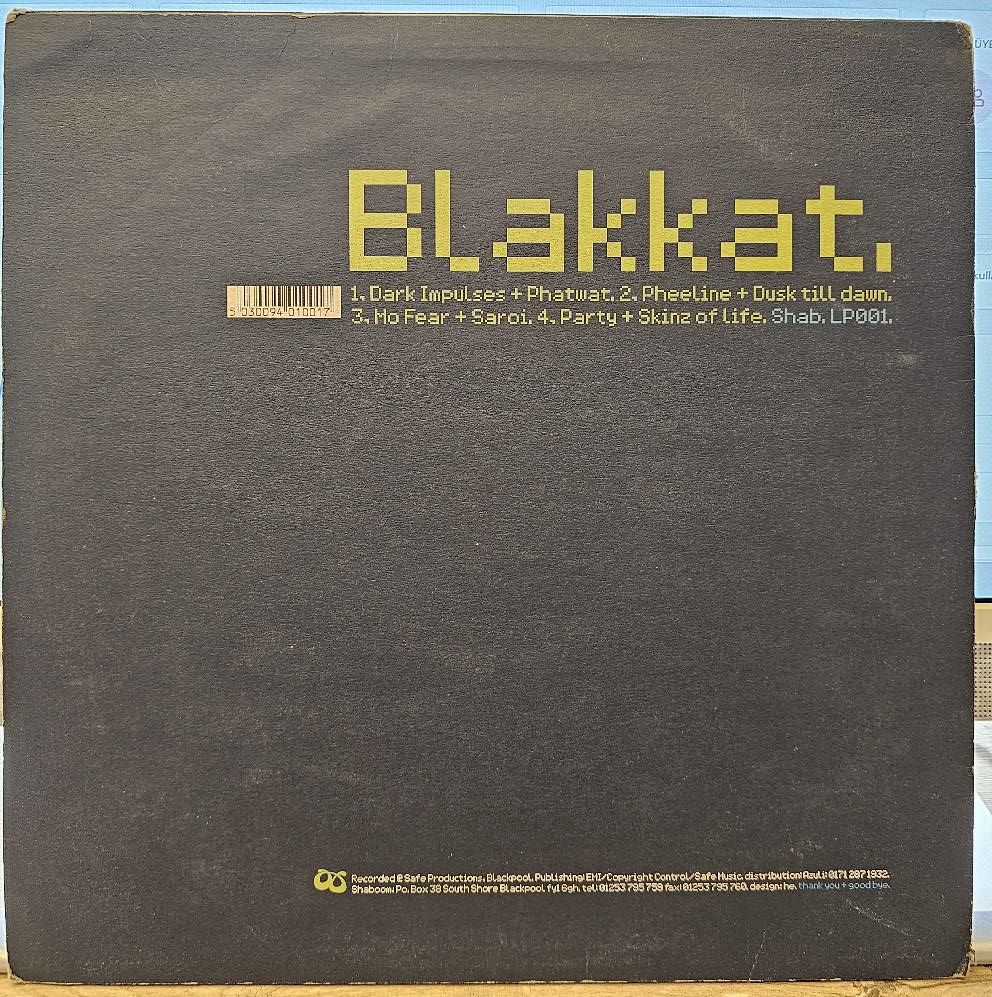 Blakkat.
1. Dark Impulses + Phatwat. 2. Pheeline + Dusk till dawn.
3. Mo Fear + Saroi. 4. Party + Skinz of life. Shab. LP001.
5 030094 010017
Recorded @ Safe Productions, Blackpool. Publishing: EMI/Copyright Control/Safe Music. distribution: Azuli: 0171 287 1932.
Shaboom: Po. Box 38 South Shore Blackpool fy1 6gh. tel: 01253 795 759 fax: 01253 795 760. design: he. thank you + good bye.